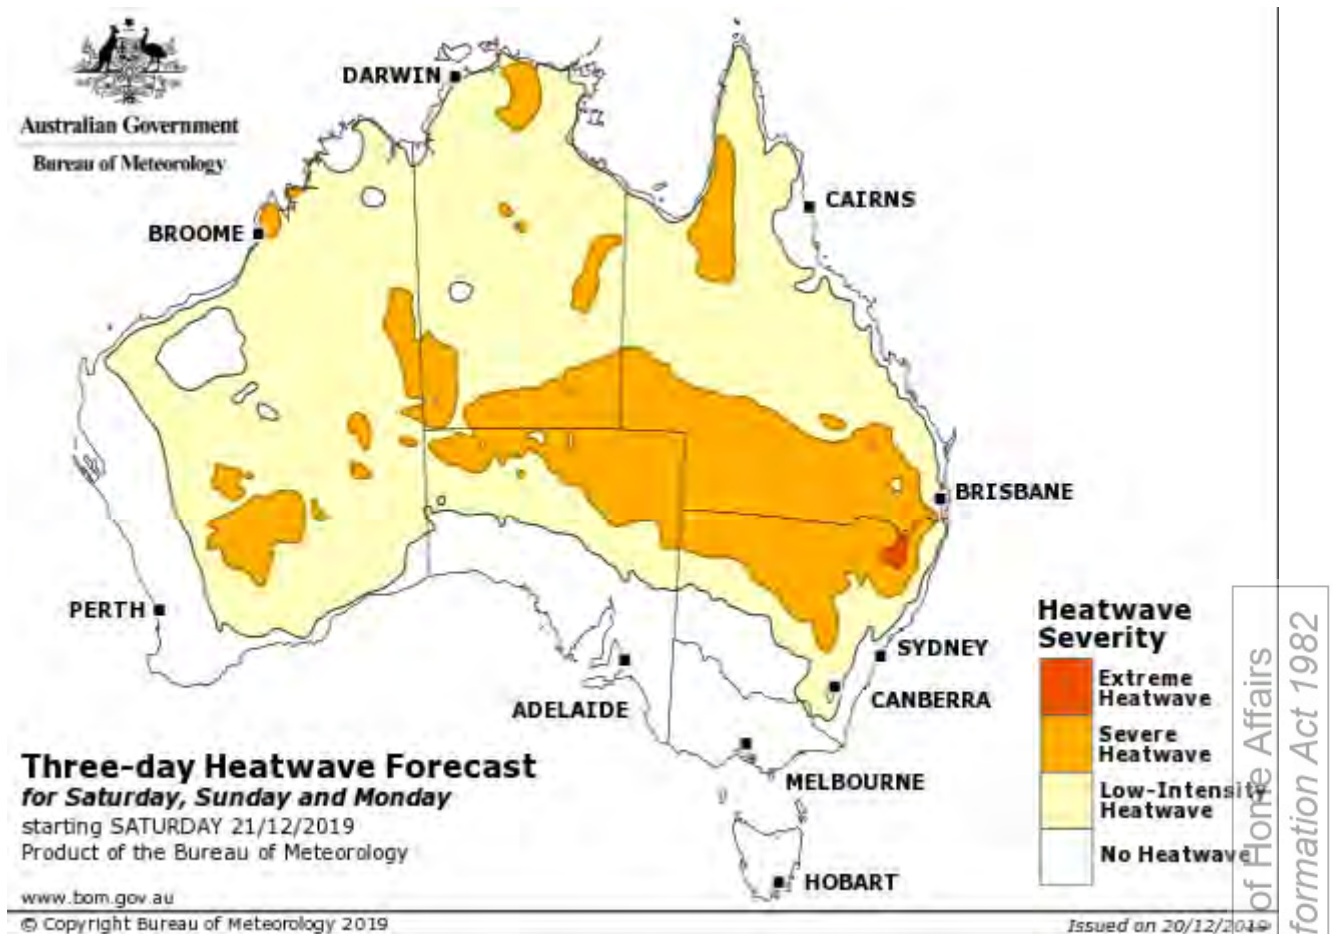 Australian Government
Bureau of Meteorology
DARWIN
BROOME
CAIRNS
BRISBANE
PERTH
SYDNEY
CANBERRA
ADELAIDE
MELBOURNE
HOBART
Heatwave
Severity
Extreme
Heatwave
Severe
Heatwave
Low-Intensity
Heatwave
No Heatwave
Three-day Heatwave Forecast
for Saturday, Sunday and Monday
starting SATURDAY 21/12/2019
Product of the Bureau of Meteorology
www.bom.gov.au
© Copyright Bureau of Meteorology 2019
Issued on 20/12/2019
of Home Affairs
formation Act 1982